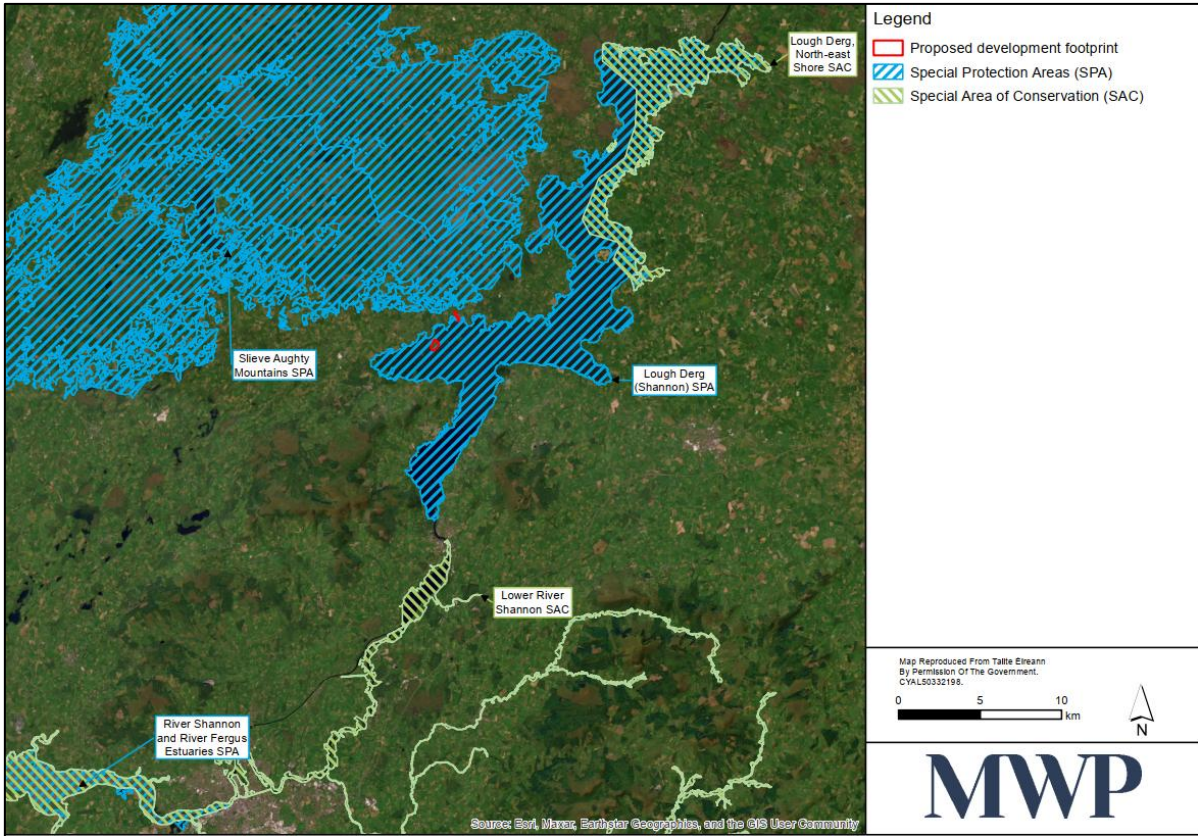 Lough Derg,
North-east
Shore SAC
Slieve Aughty
Mountains SPA
Lough Derg
(Shannon) SPA
Lower River
Shannon SAC
River Shannon
and River Fergus
Estuaries SPA
Source: Esri, Maxar, Earthstar Geographics, and the GIS User Community
Legend
Proposed development footprint
Special Protection Areas (SPA)
Special Area of Conservation (SAC)
Map Reproduced From Tailte Éireann
By Permission Of The Government.
CYAL50332198.
0 5 10
km
N
MWP